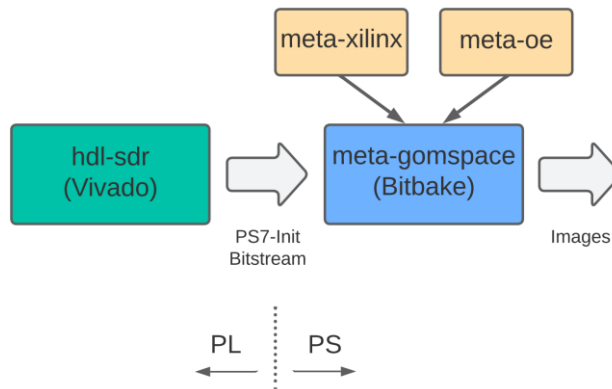 meta-xilinx
meta-oe
hdl-sdr
(Vivado)
meta-gomspace
(Bitbake)
PS7-Init
Bitstream
Images
PL
PS